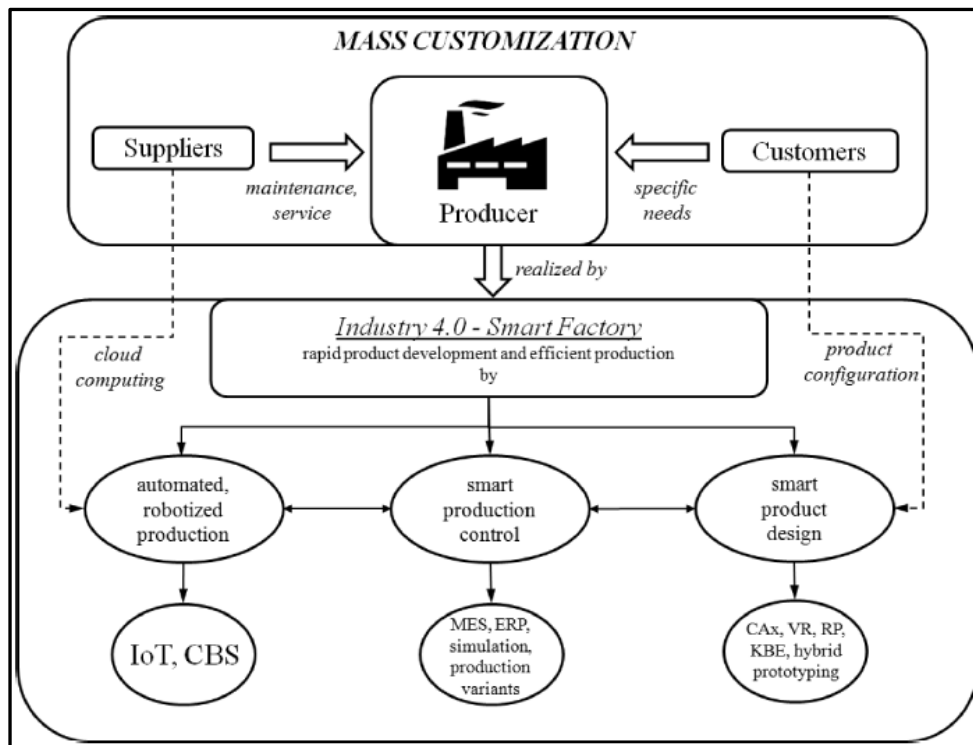 MASS CUSTOMIZATION
Suppliers
maintenance,
service
Producer
Customers
specific
needs
realized by
Industry 4.0 - Smart Factory
rapid product development and efficient production
by
cloud
computing
product
configuration
automated,
robotized
production
smart
production
control
smart
product
design
IoT, CBS
MES, ERP,
simulation,
production
variants
CAx, VR, RP,
KBE, hybrid
prototyping